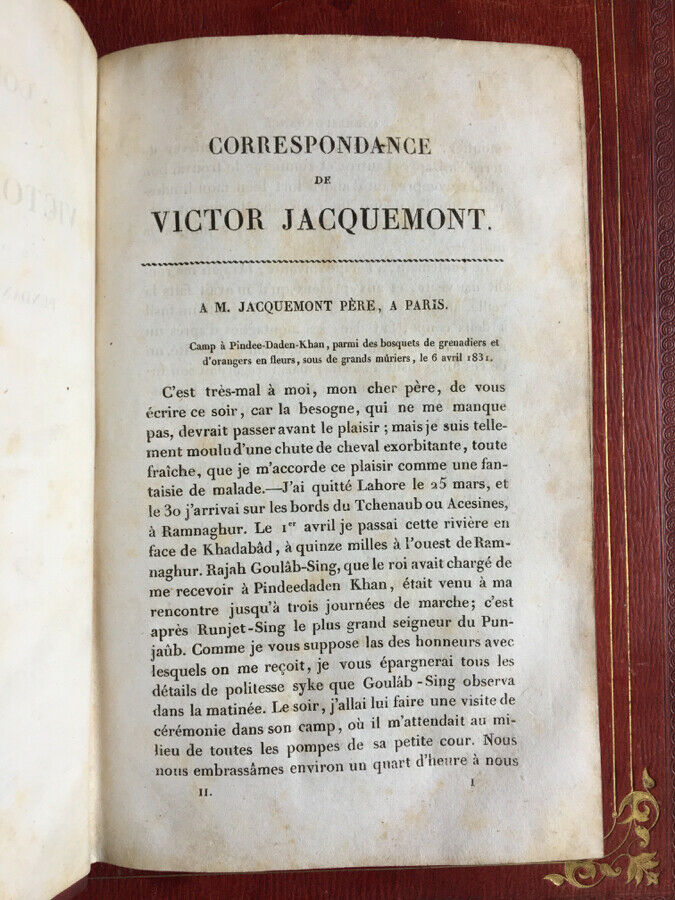 CORRESPONDANCE
DE
VICTOR JACQUEMONT.
A M. JACQUEMONT PÈRE, A PARIS.
Camp à Pindee-Daden-Khan, parmi des bosquets de grenadiers et
d'orangers en fleurs, sous de grands mûriers, le 6 avril 1831.
C'est très-mal à moi, mon cher père, de vous
écrire ce soir, car la besogne, qui ne me manque
pas, devrait passer avant le plaisir; mais je suis telle-
ment moulu d'une chute de cheval exorbitante, toute
fraîche, que je m'accorde ce plaisir comme une fan-
taisie de malade.—J'ai quitté Lahore le 25 mars, et
le 30 j'arrivai sur les bords du Tchenaub ou Acesines,
à Ramnaghur. Le 1er avril je passai cette rivière en
face de Khadabâd, à quinze milles à l'ouest de Ram-
naghur. Rajah Goulâb-Sing, que le roi avait chargé de
me recevoir à Pindeedaden Khan, était venu à ma
rencontre jusqu'à trois journées de marche; c'est
après Runjet-Sing le plus grand seigneur du Pun-
jaûb. Comme je vous suppose las des honneurs avec
lesquels on me reçoit, je vous épargnerai tous les
détails de politesse syke que Goulâb-Sing observa
dans la matinée. Le soir, j'allai lui faire une visite de
cérémonie dans son camp, où il m'attendait au mi-
lieu de toutes les pompes de sa petite cour. Nous
nous embrassâmes environ un quart d'heure à nous
II. 1